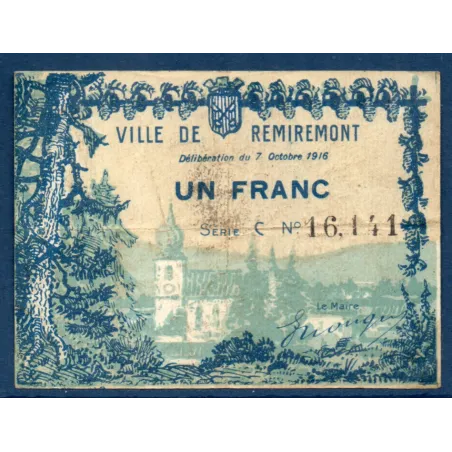 VILLE DE REMIREMONT
Délibération du 7 Octobre 1916
UN FRANC
SÉRIE C Nº 16,141
Le Maire